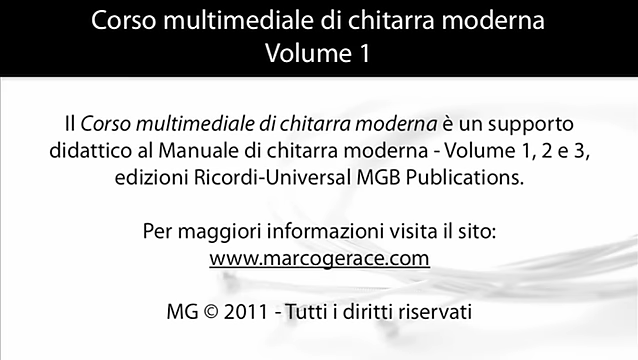 Corso multimediale di chitarra moderna
Volume 1
Il Corso multimediale di chitarra moderna è un supporto
didattico al Manuale di chitarra moderna - Volume 1, 2 e 3,
edizioni Ricordi-Universal MGB Publications.
Per maggiori informazioni visita il sito:
www.marcogerace.com
MG © 2011 - Tutti i diritti riservati